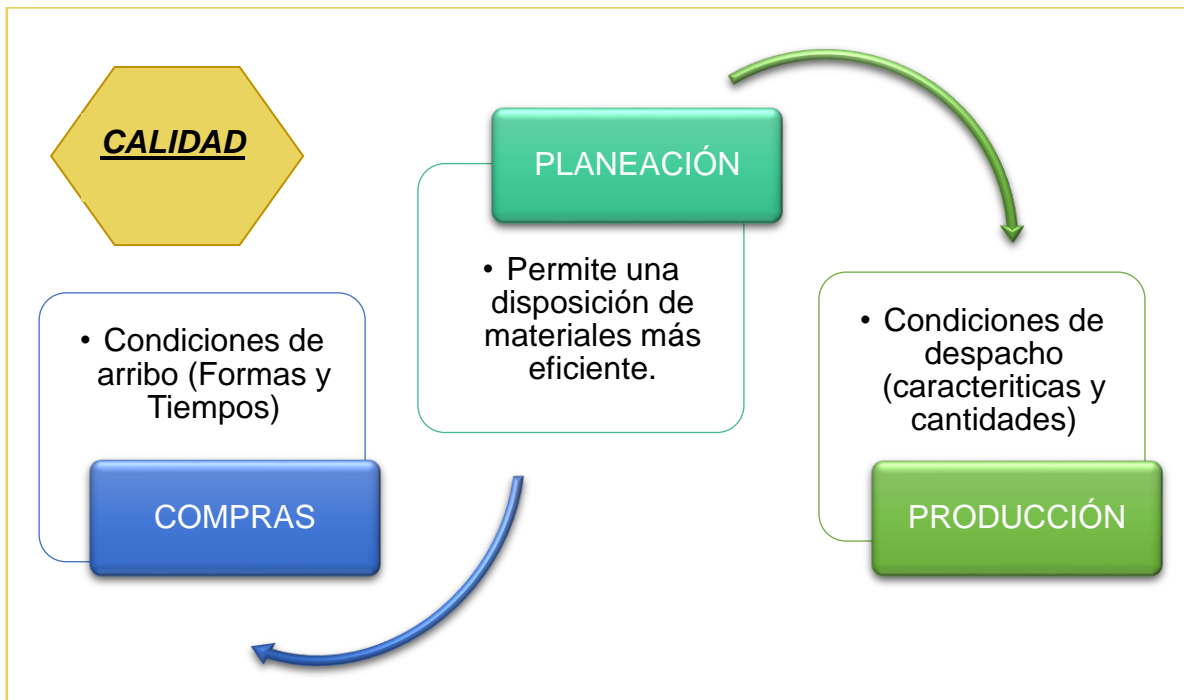 CALIDAD
• Condiciones de
arribo (Formas y
Tiempos)
COMPRAS
PLANEACIÓN
• Permite una
disposición de
materiales más
eficiente.
• Condiciones de
despacho
(caracteriticas y
cantidades)
PRODUCCIÓN